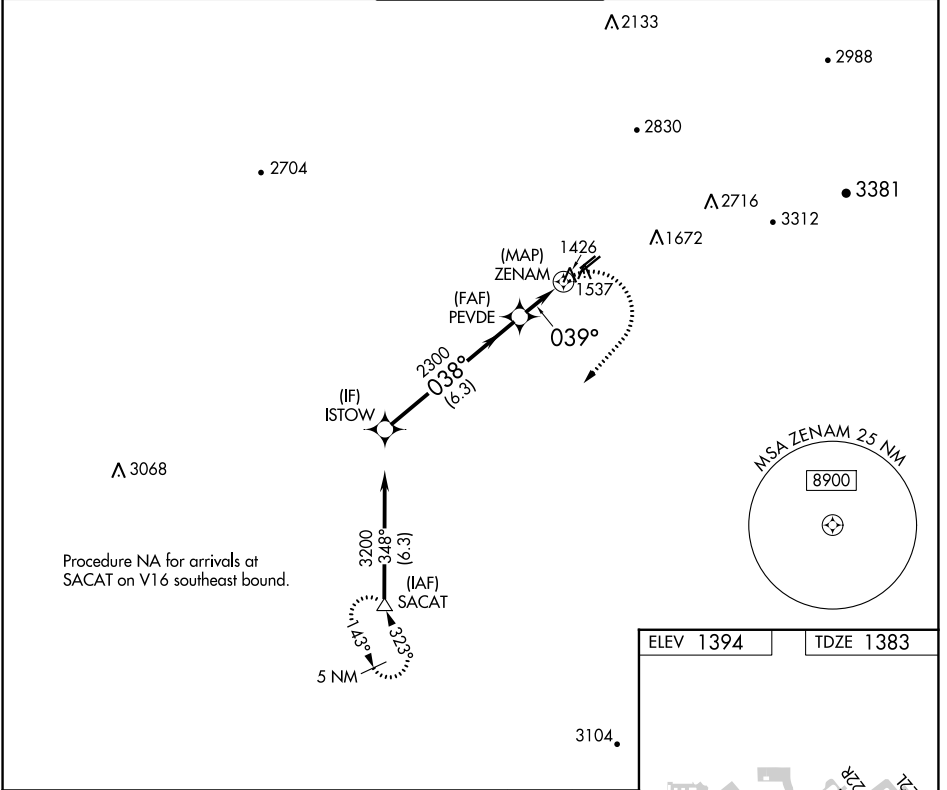 2133
2988
2830
2704
3381
2716
3312
1672
1426
(MAP)
ZENAM
1537
(FAF)
PEVDE
039°
2300
038°
(6.3)
(IF)
ISTOW
MSA ZENAM 25 NM
8900
3068
3200
348°
(6.3)
Procedure NA for arrivals at
SACAT on V16 southeast bound.
(IAF)
SACAT
143°
323°
5 NM
ELEV 1394
TDZE 1383
3104
22R
22L